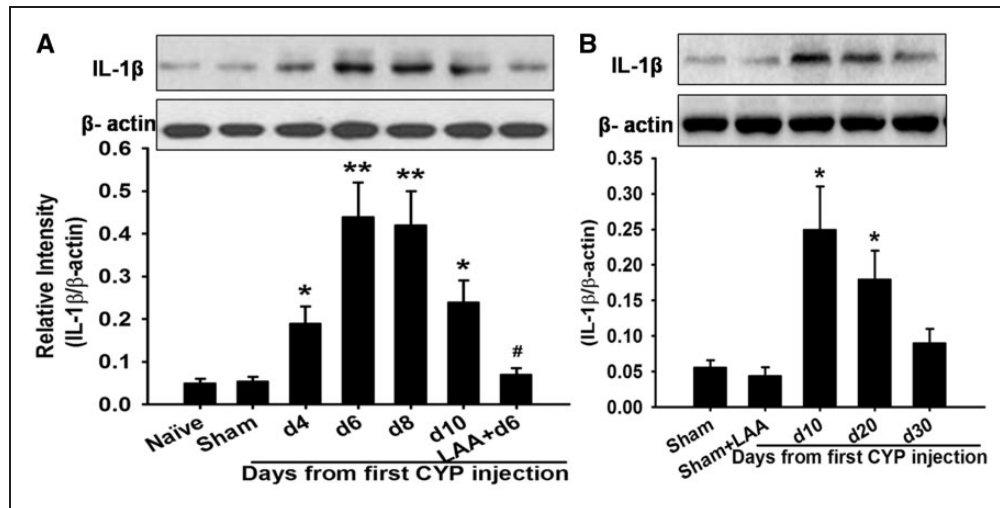 A
IL-1β
β- actin
0.6
0.5
0.4
0.3
0.2
0.1
0.0
Relative Intensity
(IL-1β/β-actin)
*
**
**
*
#
Naïve
Sham
d4
d6
d8
d10
LAA+d6
Days from first CYP injection
B
IL-1β
β- actin
0.35
0.30
0.25
0.20
0.15
0.10
0.05
0.00
(IL-1β/β-actin)
*
*
Sham
Sham+LAA
d10
d20
d30
Days from first CYP injection